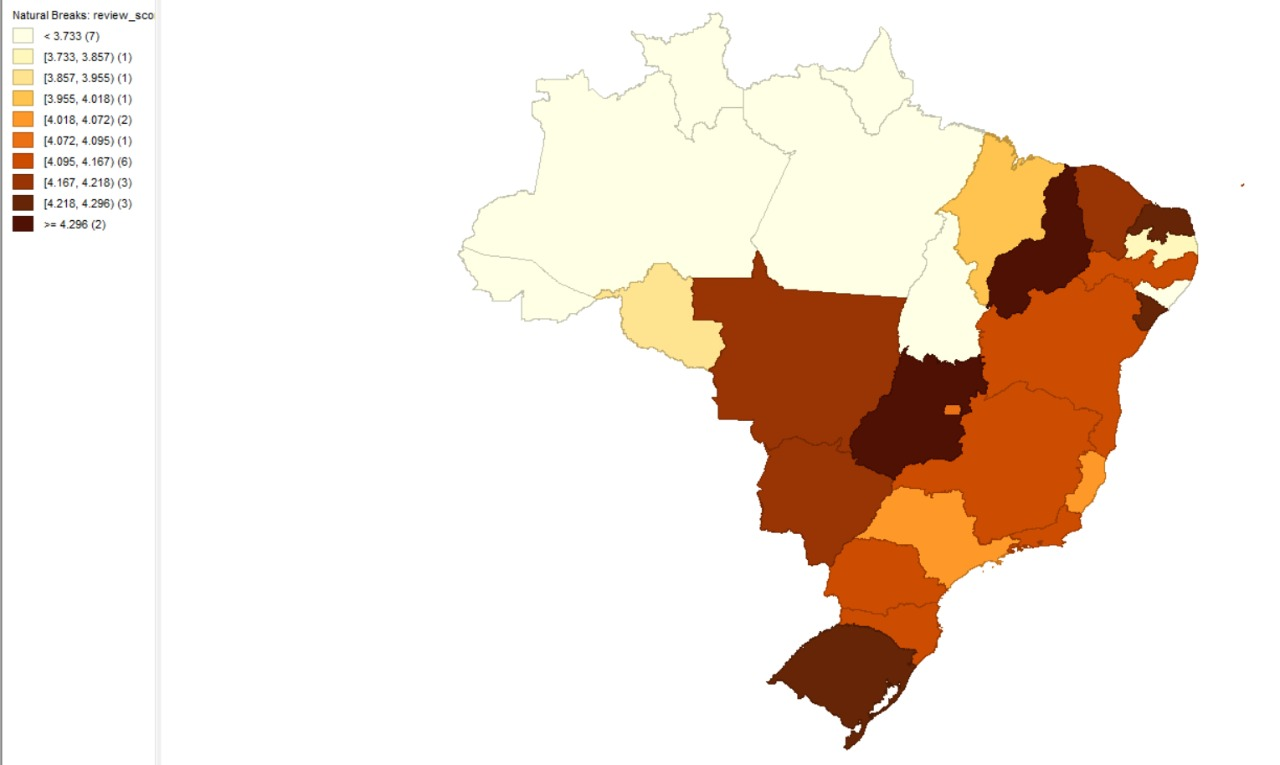 Natural Breaks: review_sco
< 3.733 (7)
[3.733, 3.857) (1)
[3.857, 3.955) (1)
[3.955, 4.018) (1)
[4.018, 4.072) (2)
[4.072, 4.095) (1)
[4.095, 4.167) (6)
[4.167, 4.218) (3)
[4.218, 4.296) (3)
>= 4.296 (2)